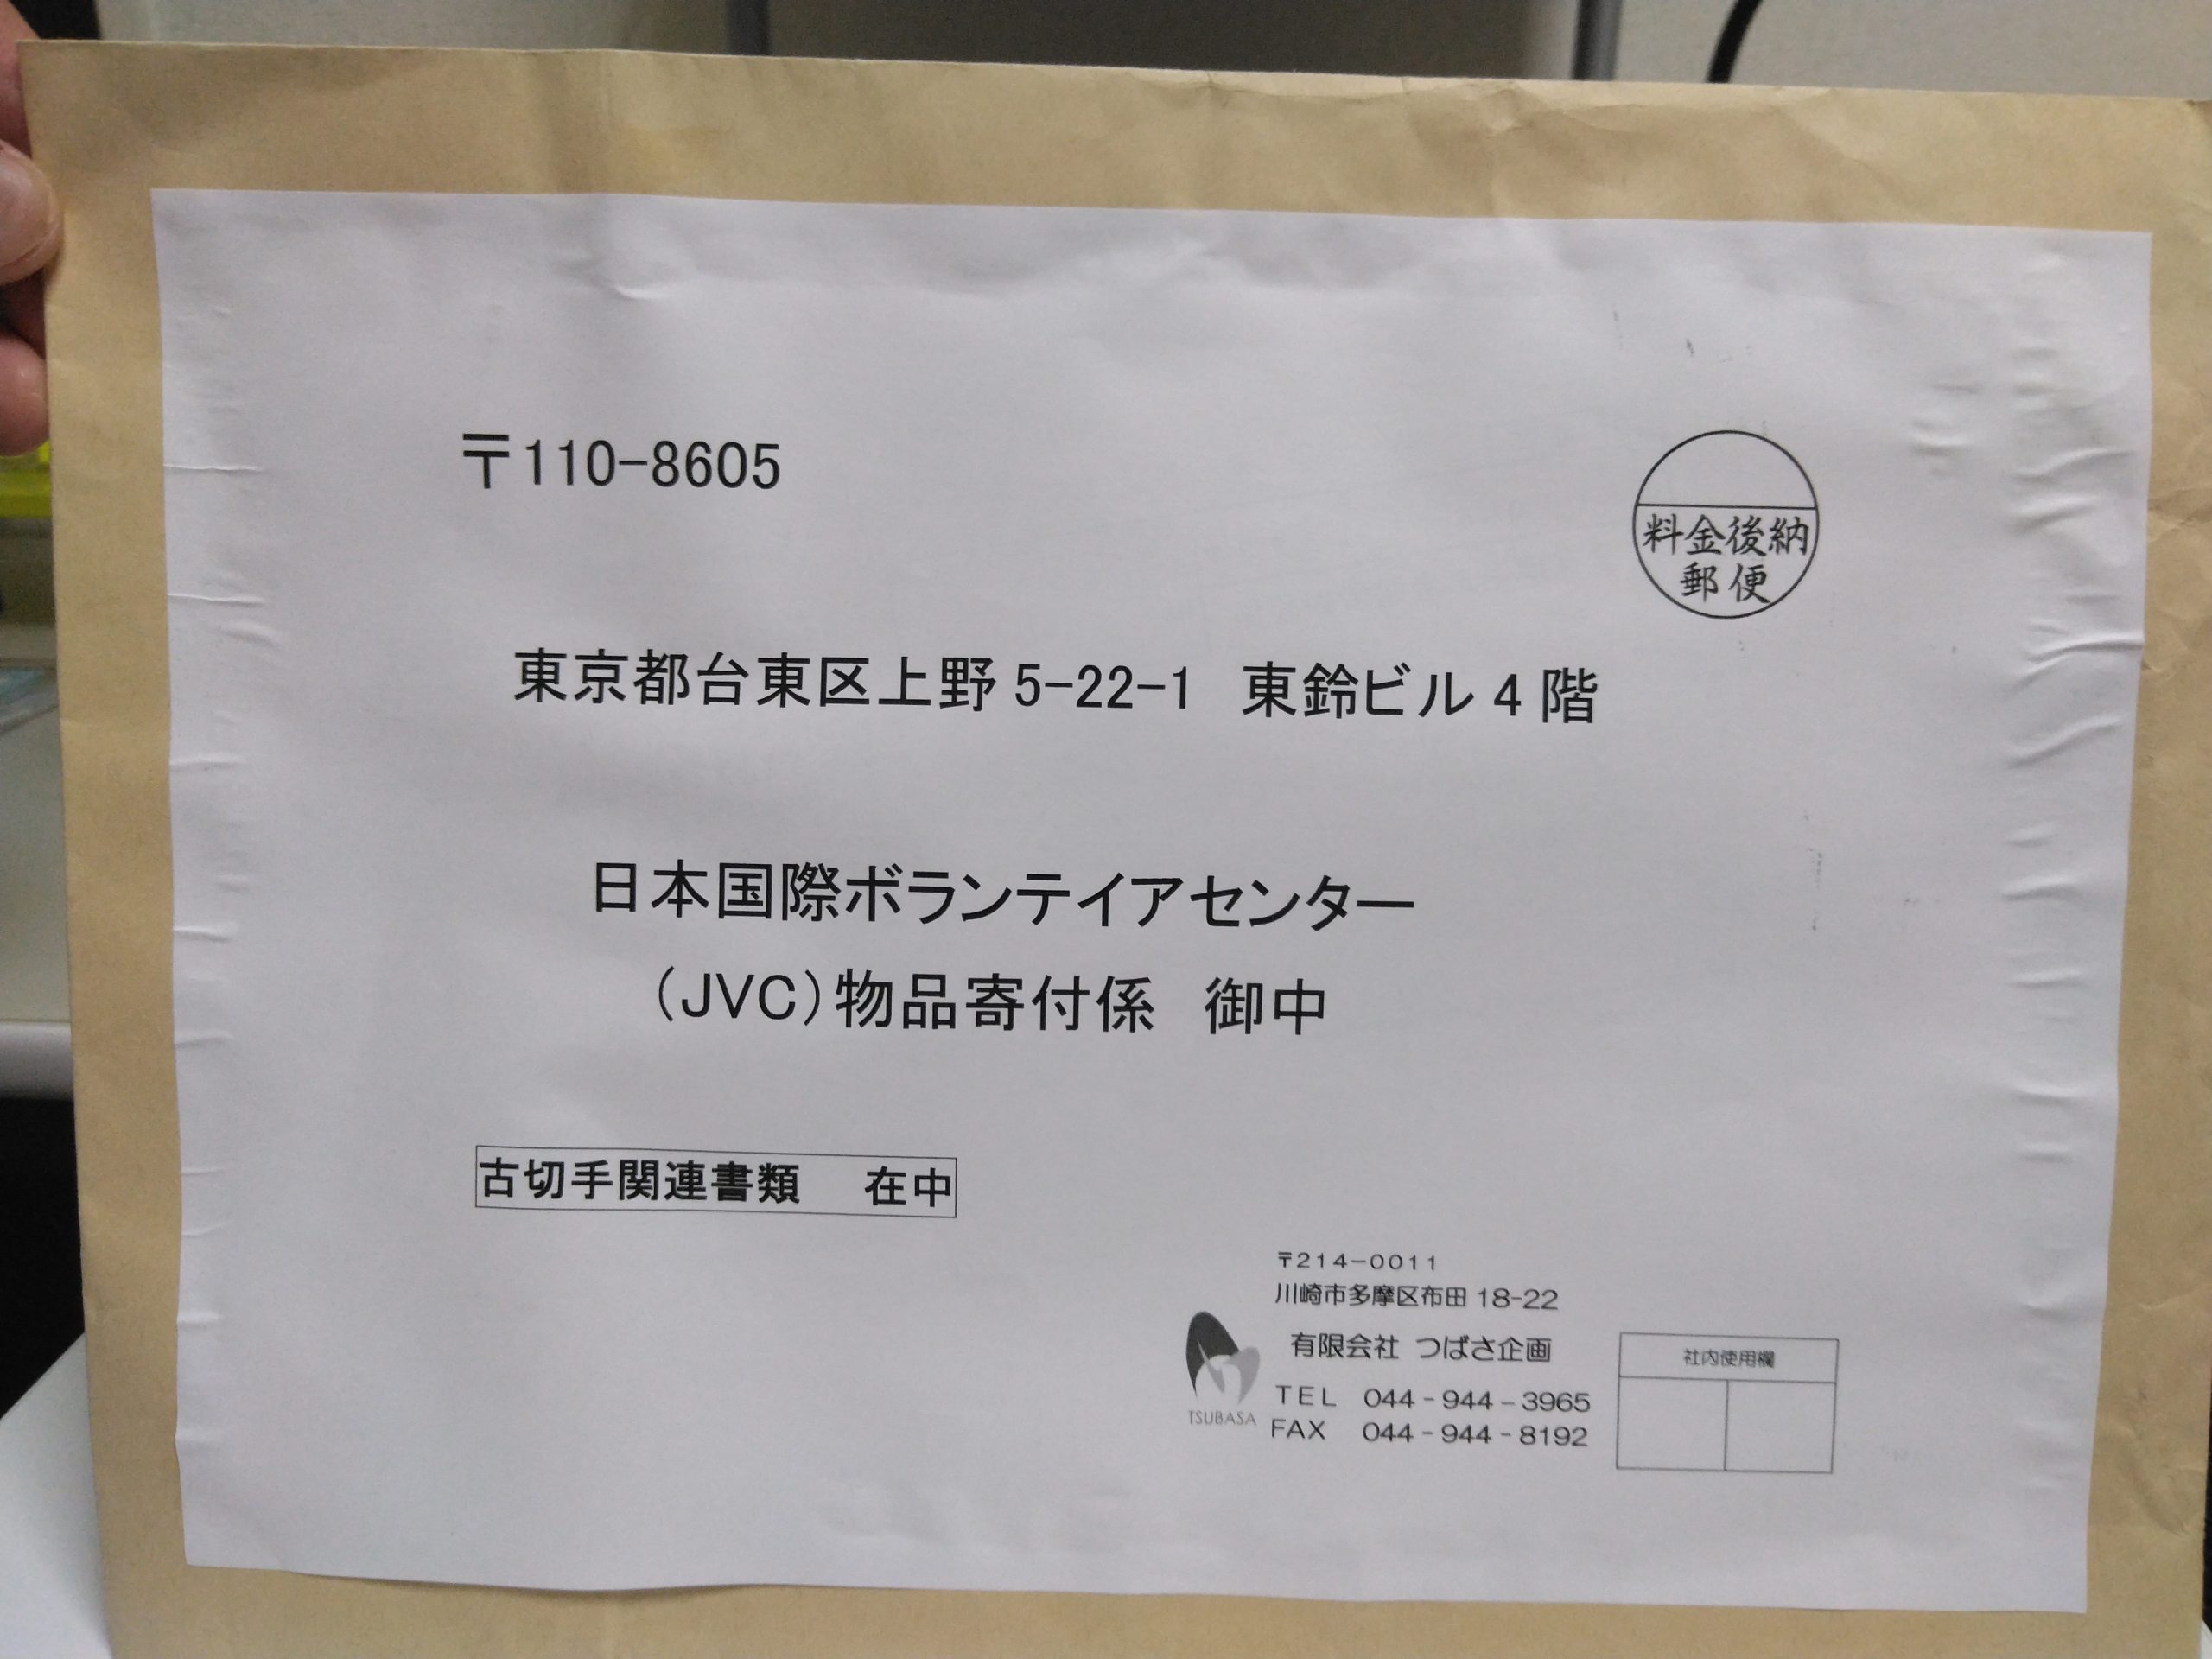 〒110-8605
料金後納
郵便
東京都台東区上野 5-22-1 東鈴ビル 4 階
日本国際ボランテイアセンター
(JVC)物品寄付係 御中
古切手関連書類 在中
〒214-0011
川崎市多摩区布田 18-22
有限会社 つばさ企画
TEL 044-944-3965
FAX 044-944-8192
TSUBASA
社内使用欄